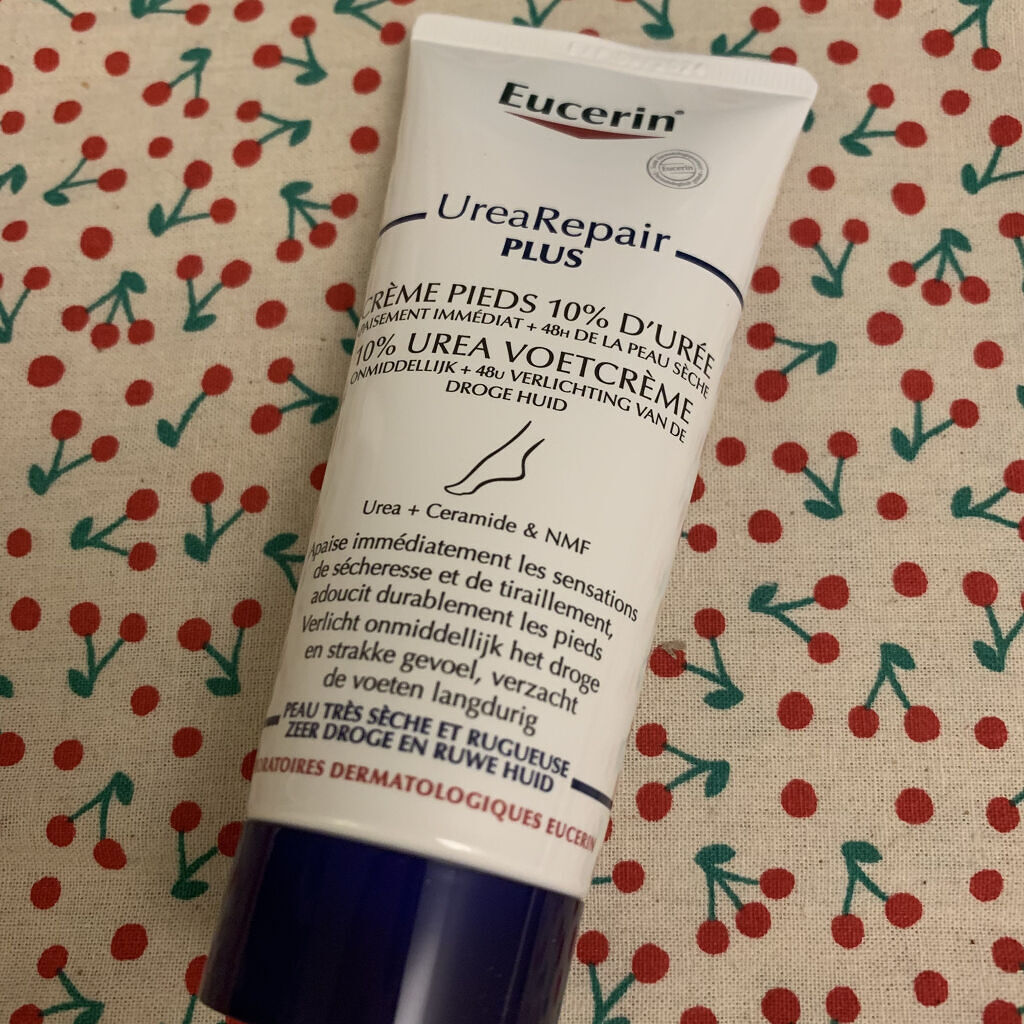 Eucerin
Eucerin
UreaRepair
PLUS
CRÈME PIEDS 10% D'URÉE
PAISEMENT IMMÉDIAT + 48H DE LA PEAU SÈCHE
10% UREA VOETCRÈME
ONMIDDELLIJK + 48U VERLICHTING VAN DE
DROGE HUID
Urea + Ceramide & NMF
Apaise immédiatement les sensations
de sécheresse et de tiraillement,
adoucit durablement les pieds
Verlicht onmiddellijk het droge
en strakke gevoel, verzacht
de voeten langdurig
PEAU TRÈS SÈCHE ET RUGUEUSE
ZEER DROGE EN RUWE HUID
ORATOIRES DERMATOLOGIQUES EUCERIN